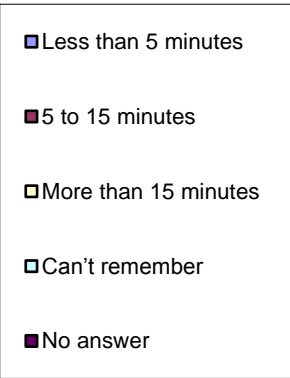 Less than 5 minutes
5 to 15 minutes
More than 15 minutes
Can't remember
No answer